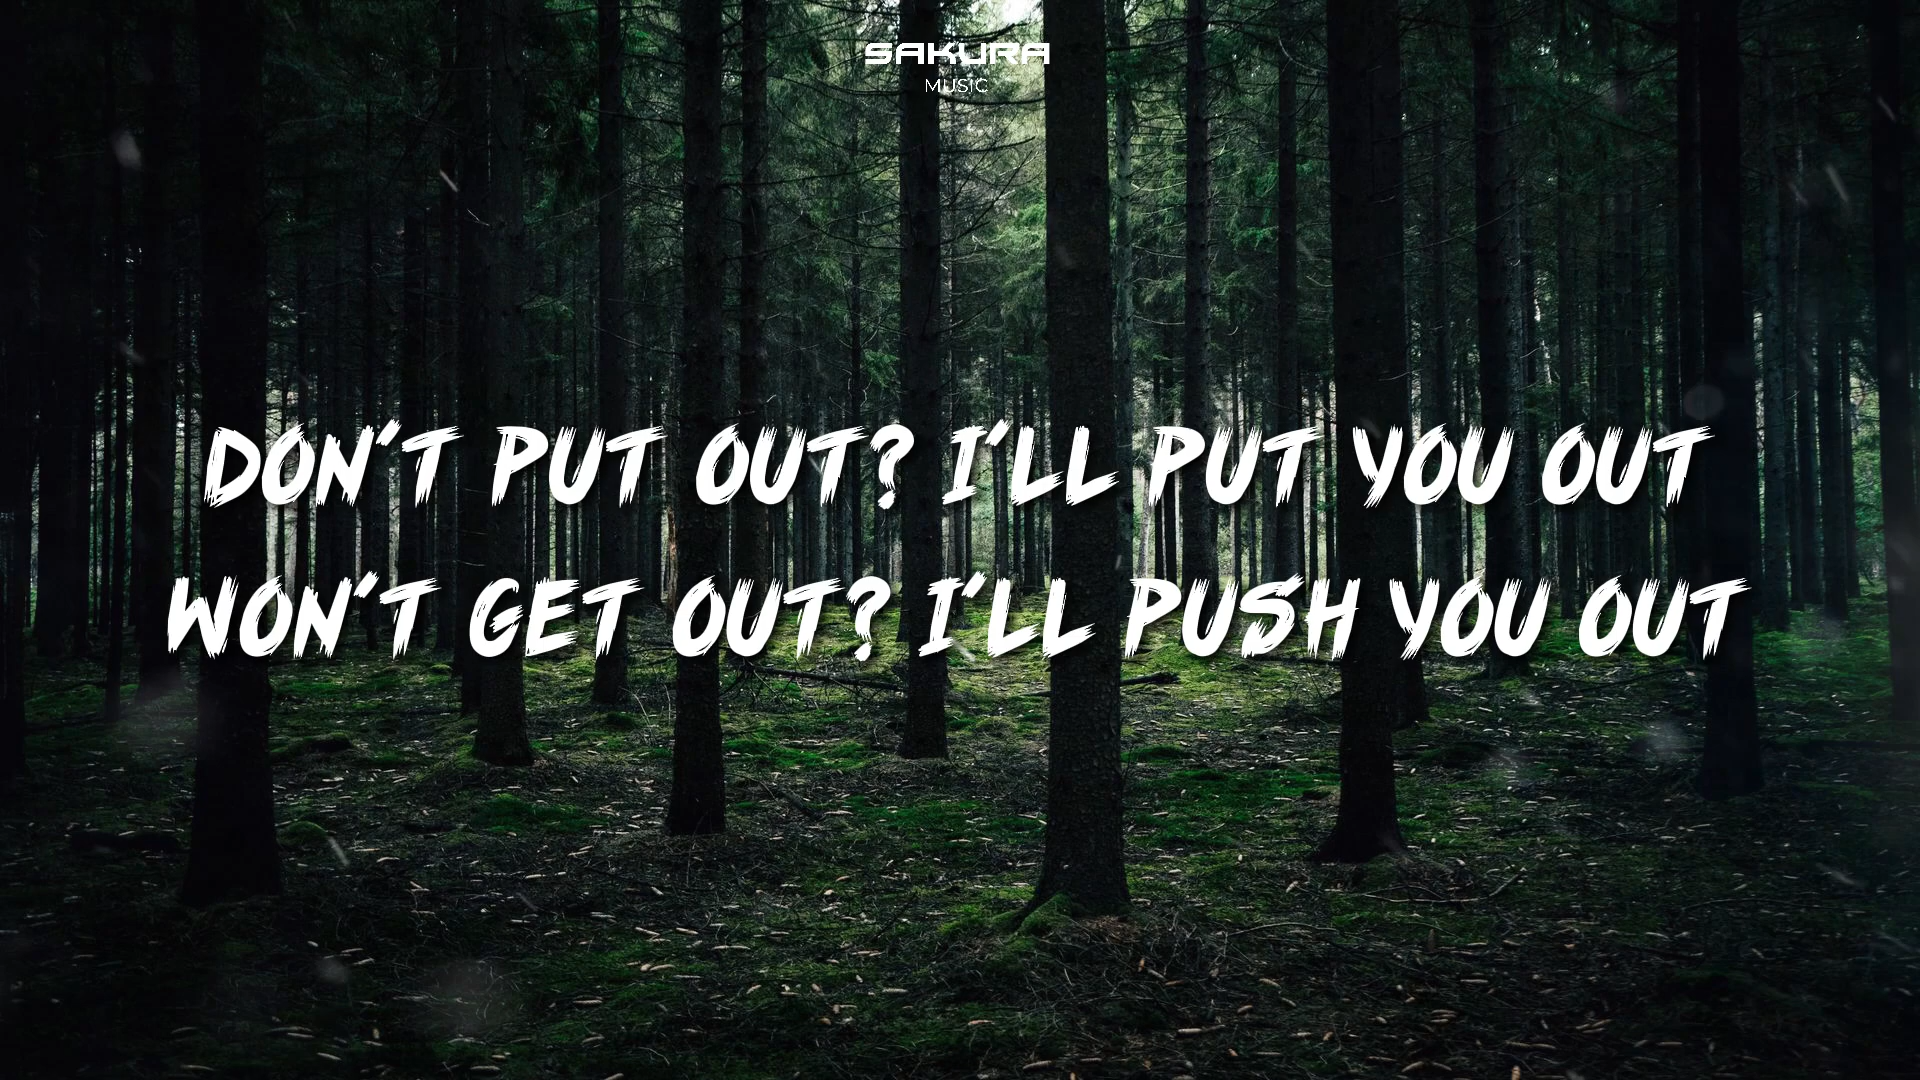 SAKURA
MUSIC
DON'T PUT OUT? I'LL PUT YOU OUT
WON'T GET OUT? I'LL PUSH YOU OUT